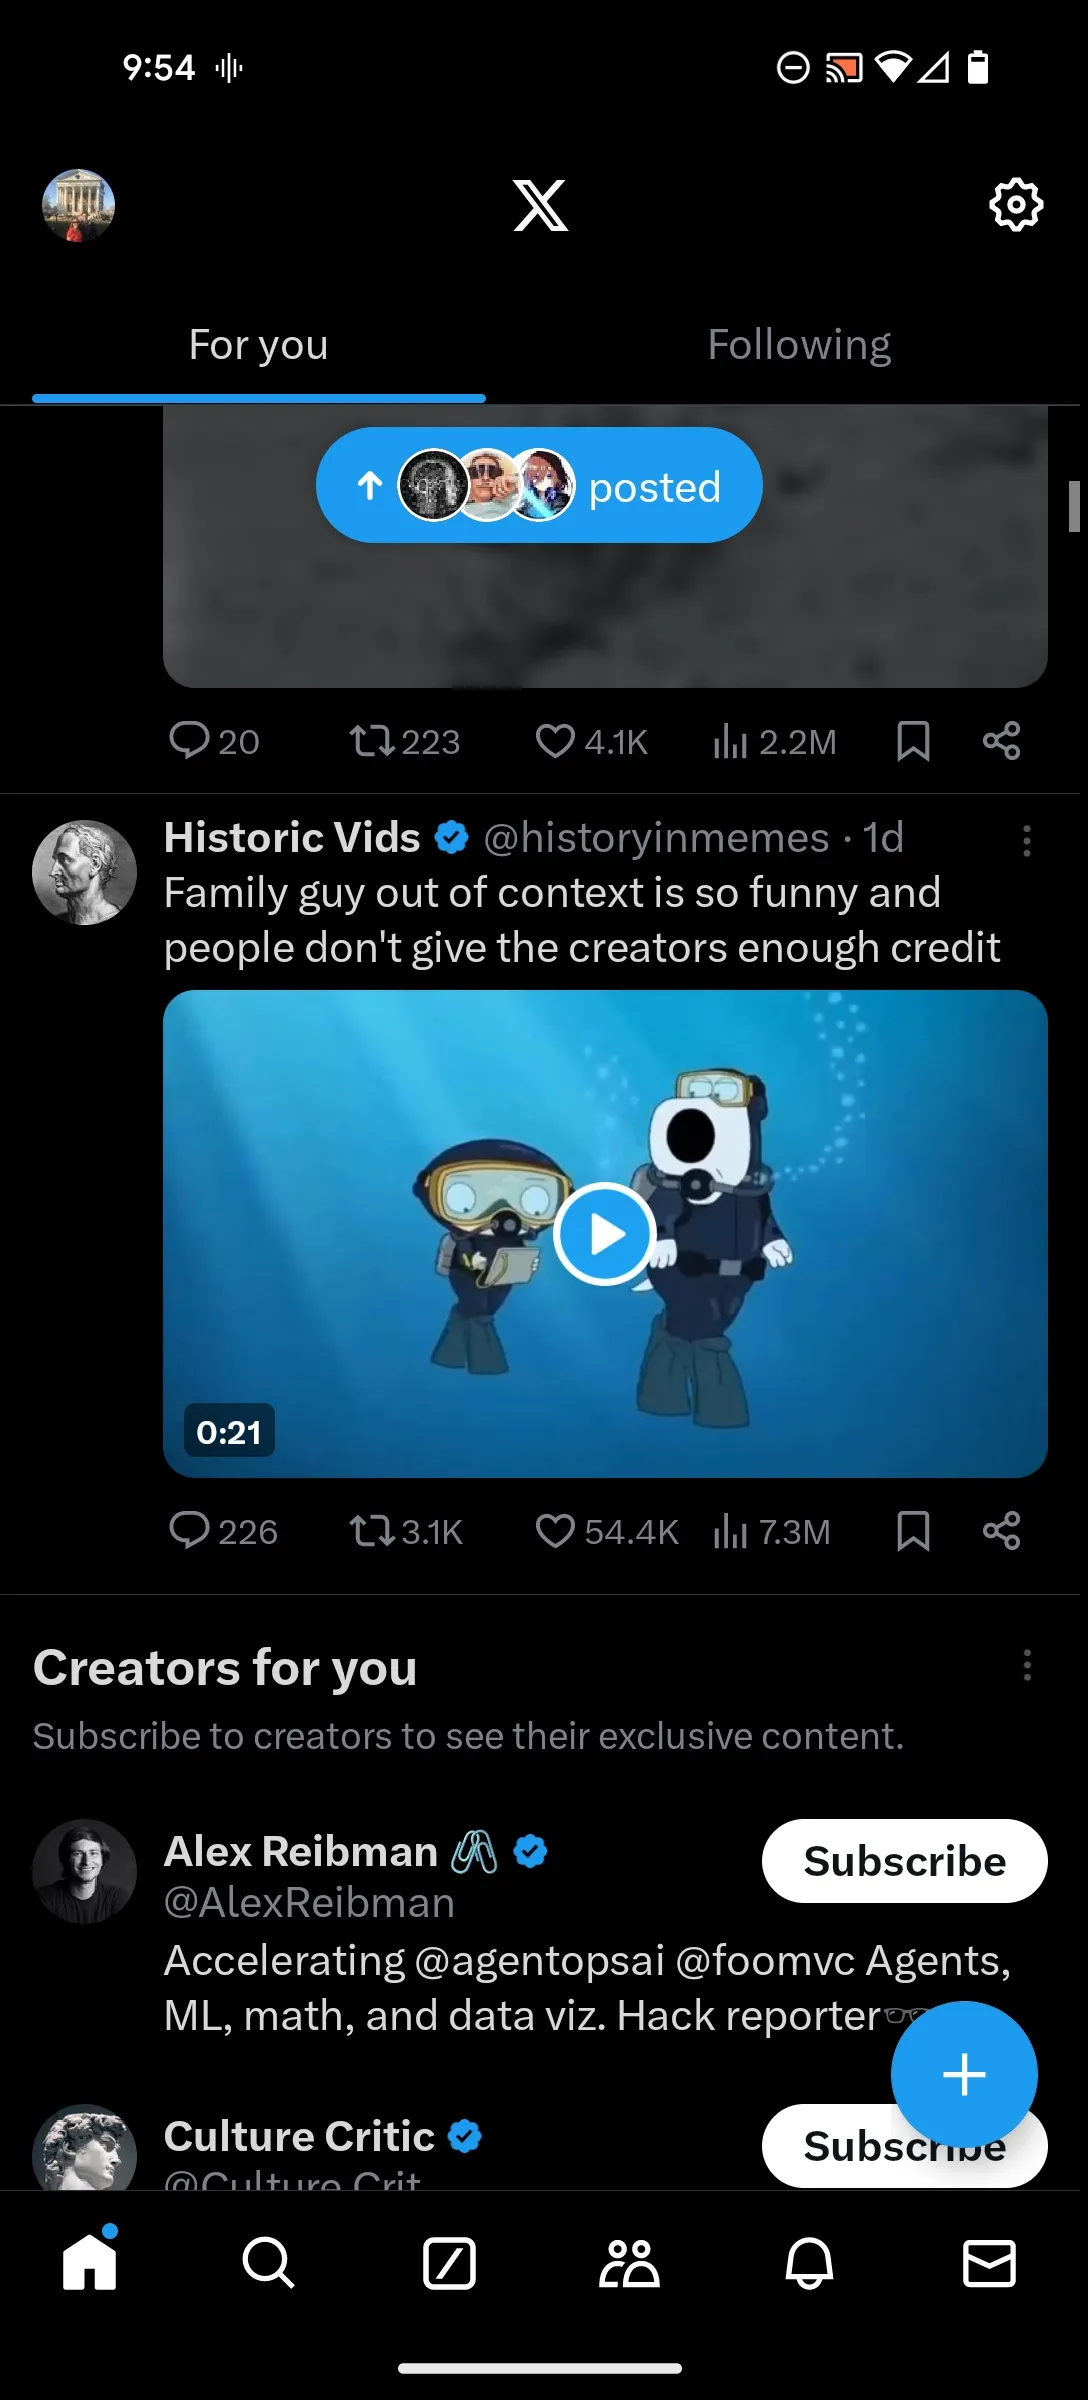 9:54
For you
Following
posted
20
223
4.1K
2.2M
Historic Vids @historyinmemes · 1d
Family guy out of context is so funny and
people don't give the creators enough credit
0:21
226
3.1K
54.4K
7.3M
Creators for you
Subscribe to creators to see their exclusive content.
Alex Reibman
Subscribe
@AlexReibman
Accelerating @agentopsai @foomvc Agents,
ML, math, and data viz. Hack reporter
Culture Critic
Subscribe
@Culture_Crit